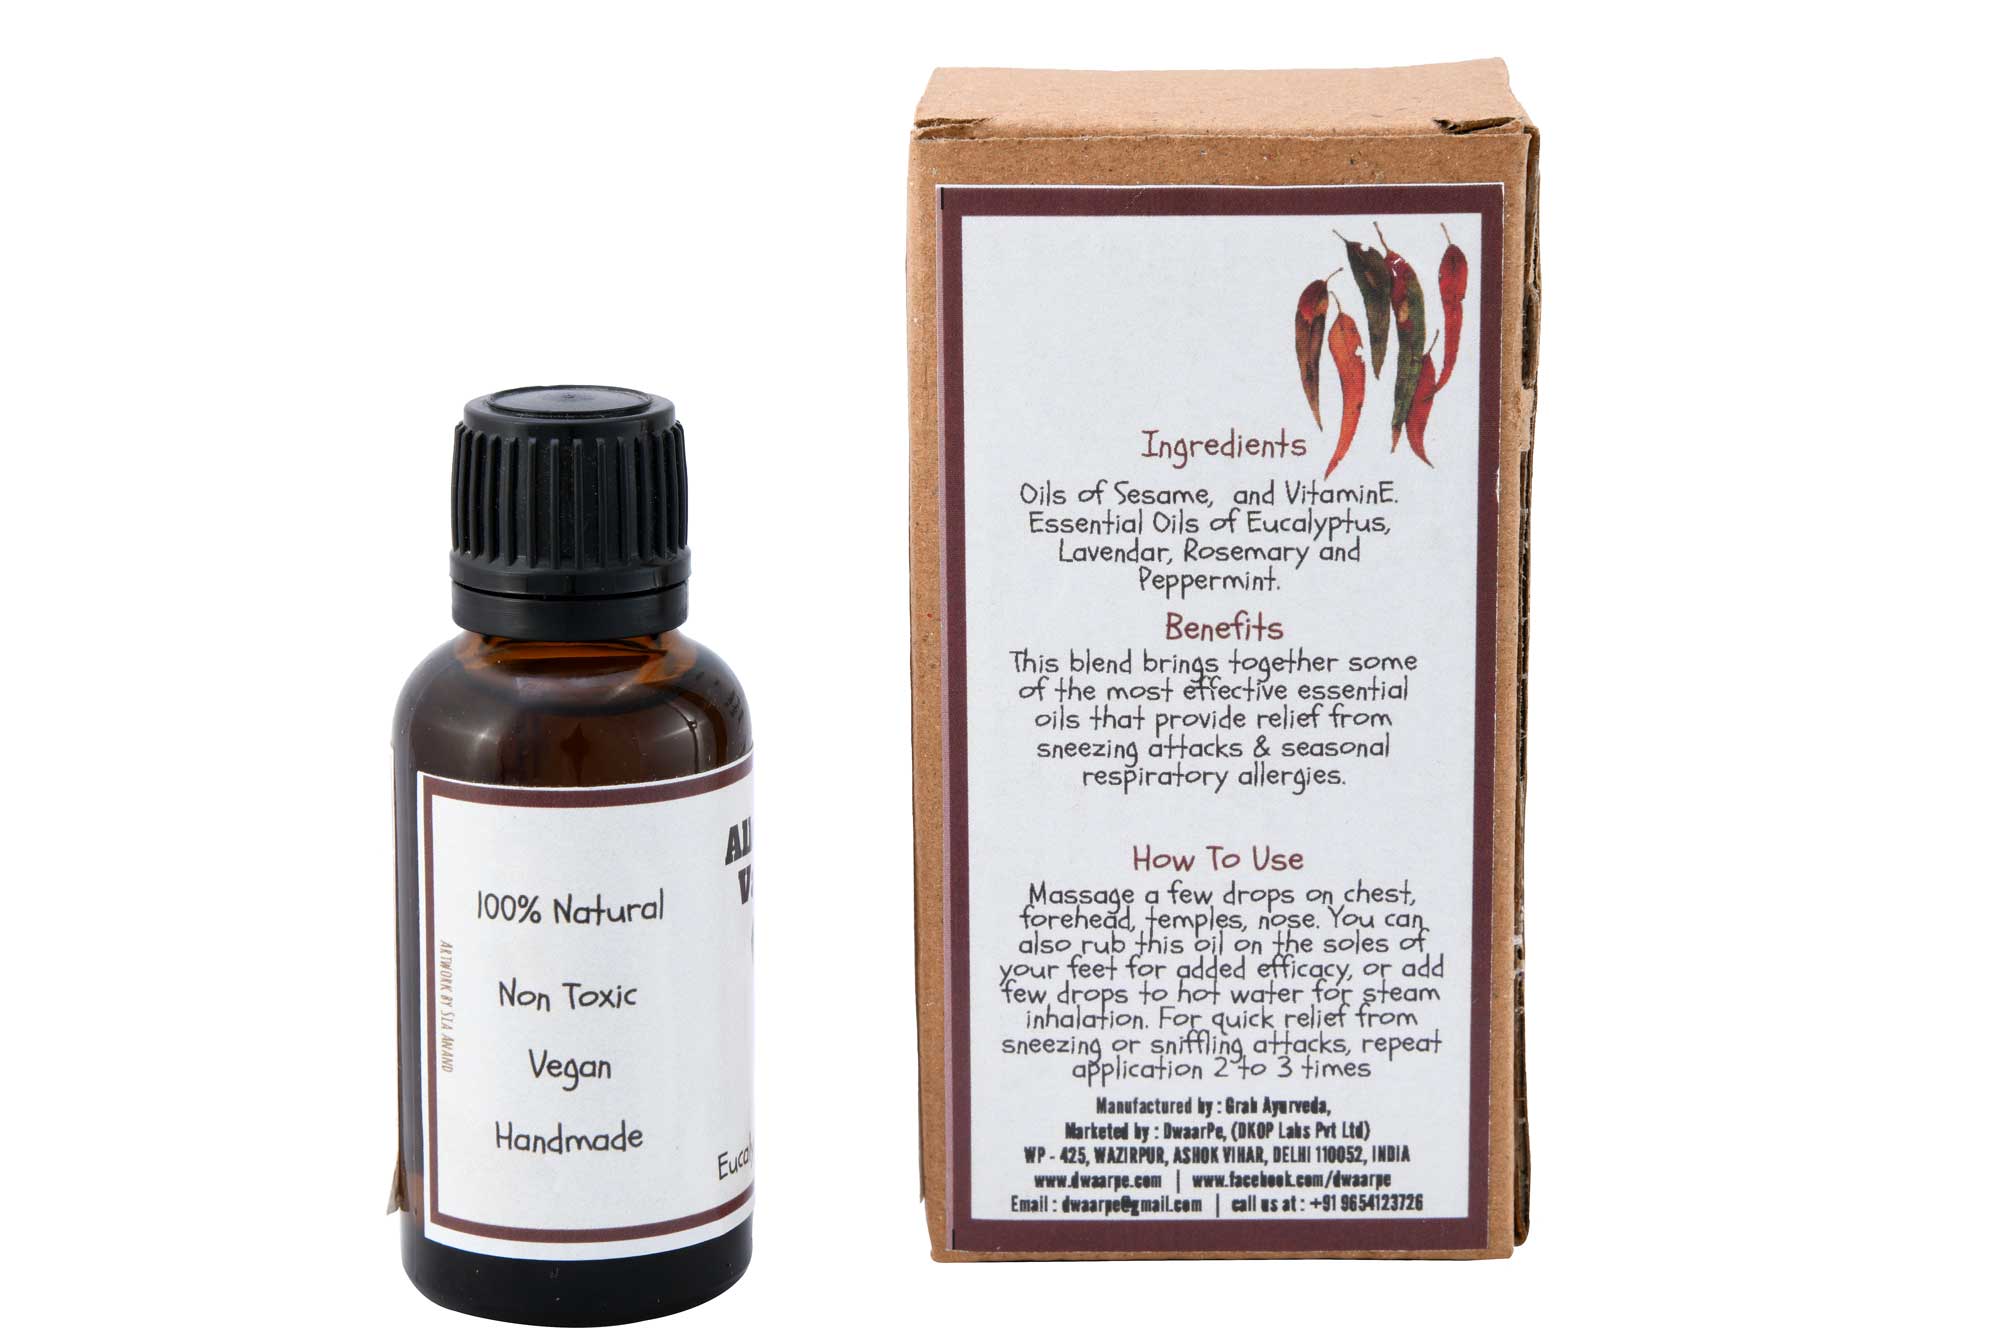 100% Natural
Non Toxic
Vegan
Handmade
ARTWORK BY SIA ANAND
Ingredients
Oils of Sesame, and VitaminE.
Essential Oils of Eucalyptus,
Lavendar, Rosemary and
Peppermint.
Benefits
This blend brings together some
of the most effective essential
oils that provide relief from
sneezing attacks & seasonal
respiratory allergies.
How To Use
Massage a few drops on chest,
forehead, temples, nose. You can
also rub this oil on the soles of
your feet for added efficacy, or add
few drops to hot water for steam
inhalation. For quick relief from
sneezing or sniffling attacks, repeat
application 2 to 3 times
Manufactured by : Grah Ayurveda,
Marketed by : DwaarPe, (DKOP Labs Pvt Ltd)
WP - 425, WAZIRPUR, ASHOK VIHAR, DELHI 110052, INDIA
www.dwaarpe.com | www.facebook.com/dwaarpe
Email : dwaarpe@gmail.com | call us at : +91 9654123726